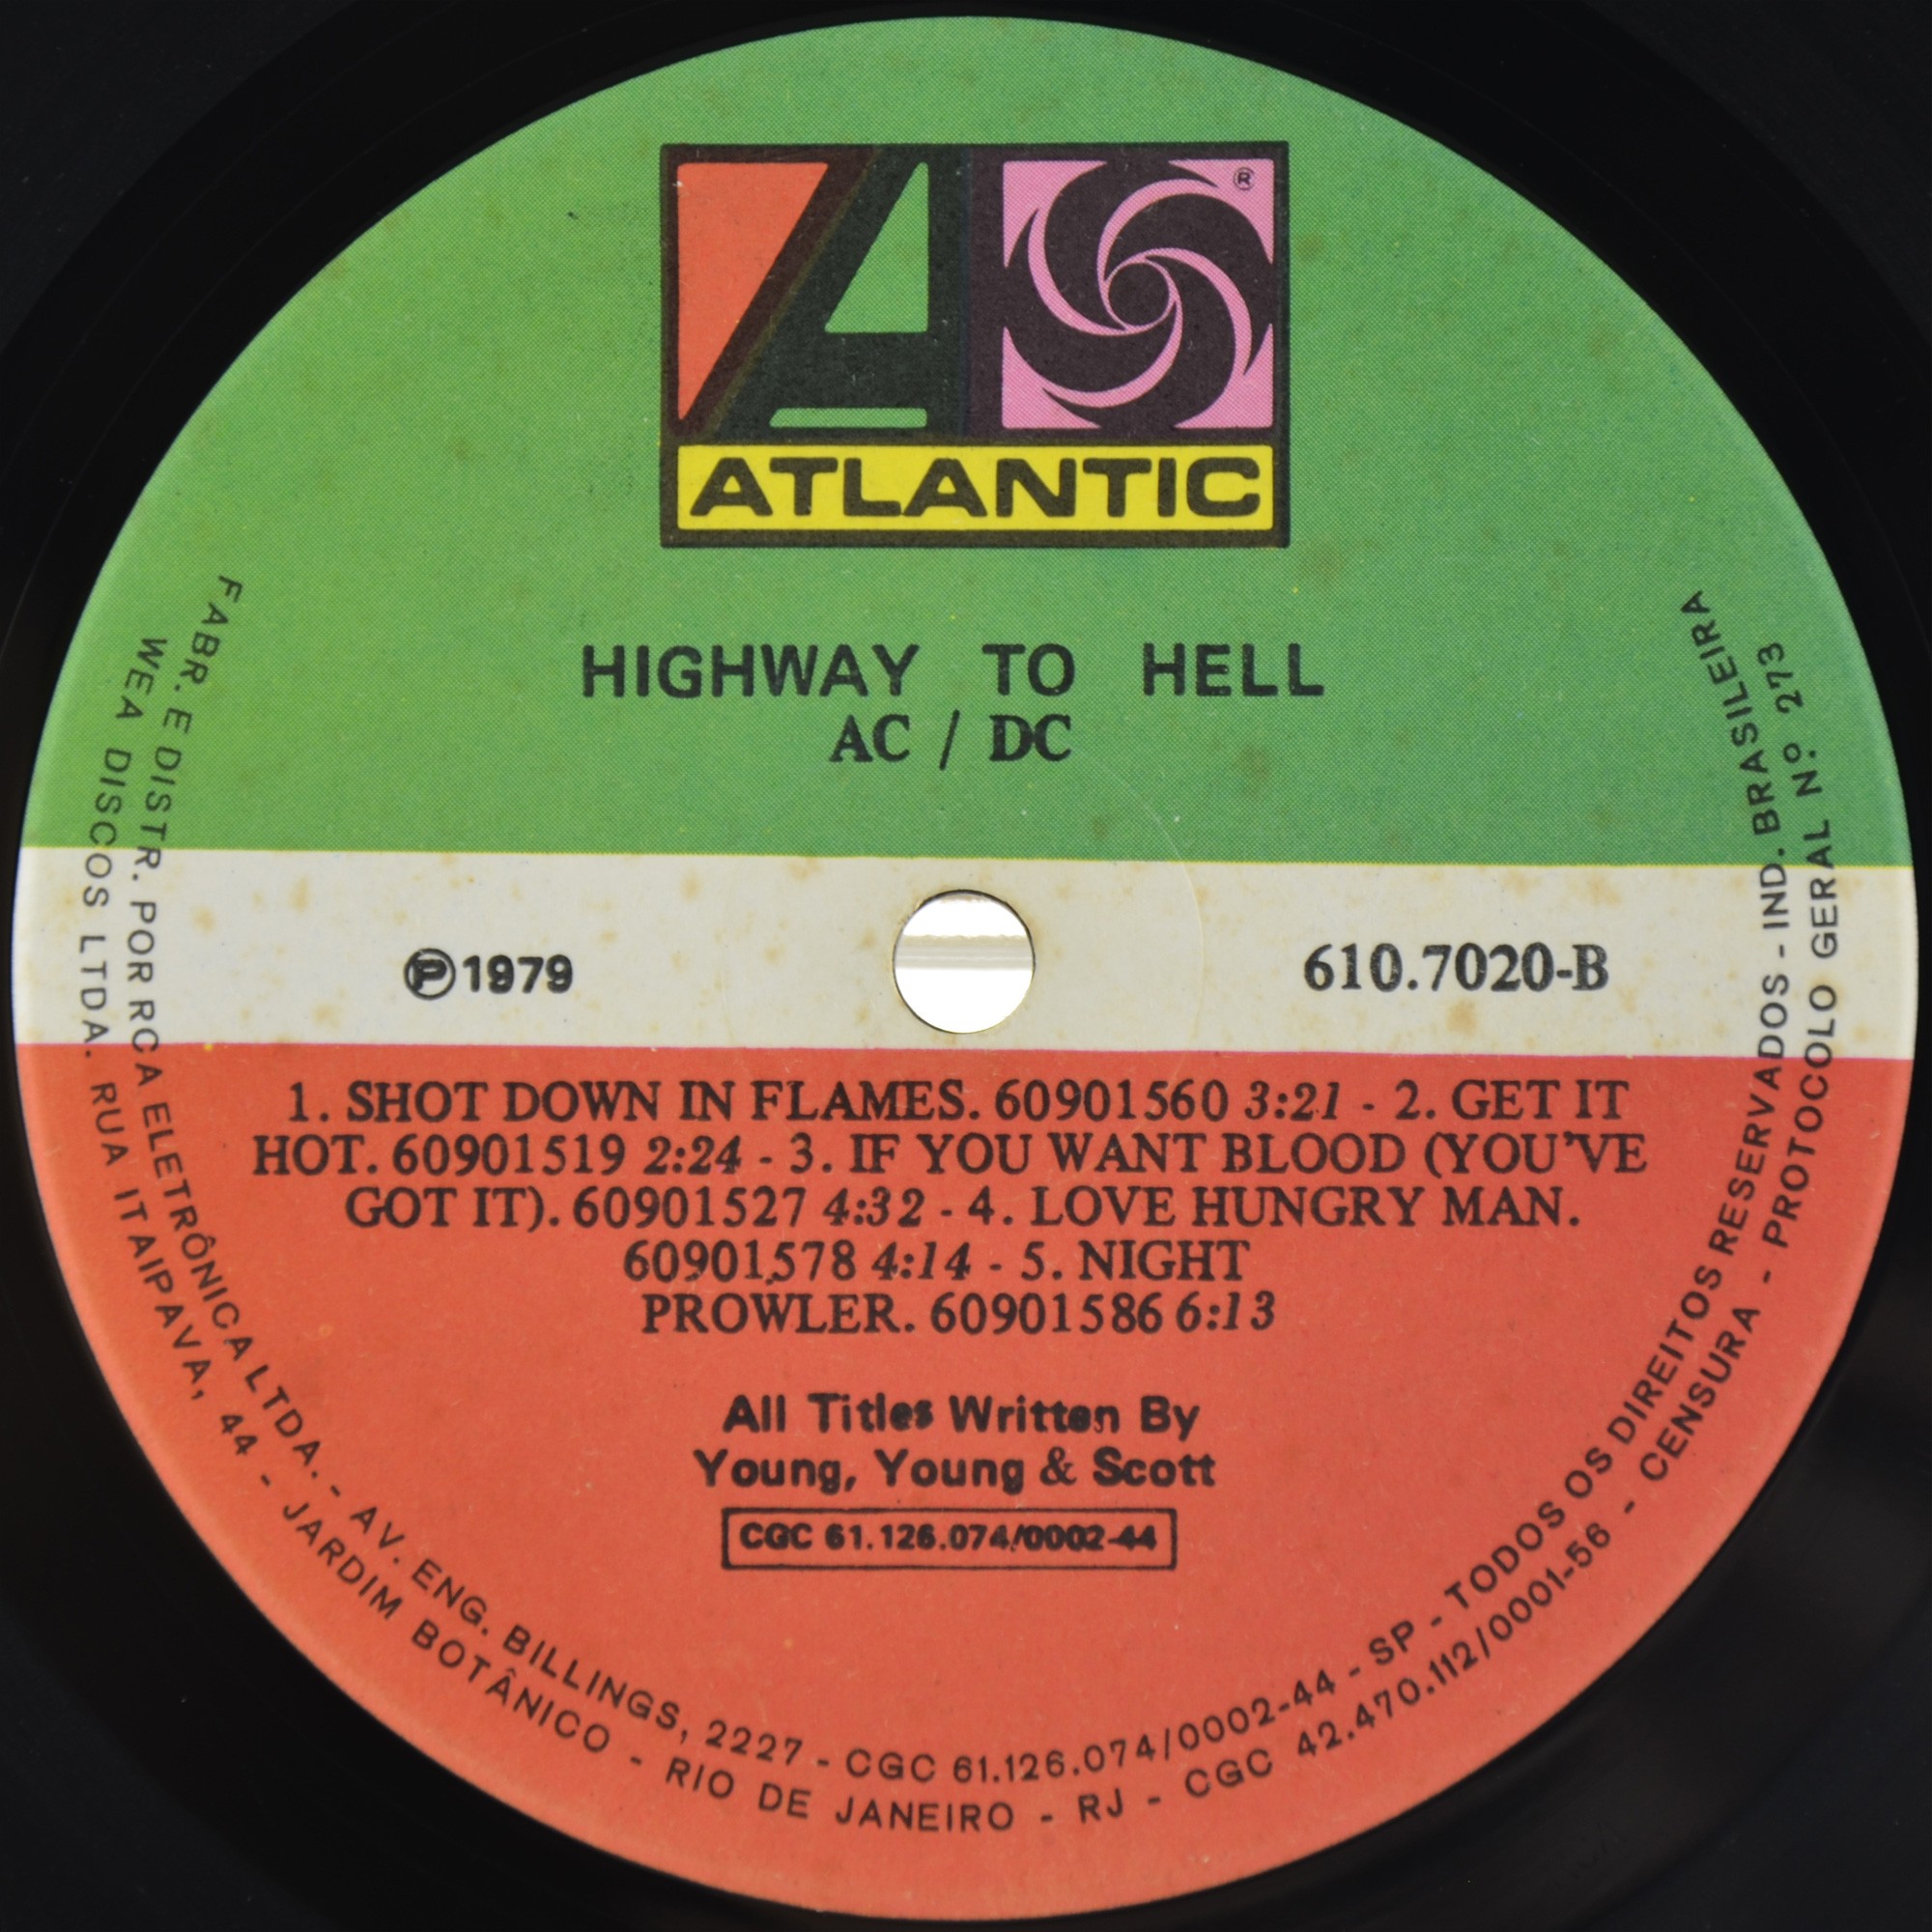 ®
ATLANTIC
HIGHWAY TO HELL
AC / DC
℗1979
610.7020-B
1. SHOT DOWN IN FLAMES. 60901560 3:21 - 2. GET IT
HOT. 60901519 2:24 - 3. IF YOU WANT BLOOD (YOU'VE
GOT IT). 60901527 4:32 - 4. LOVE HUNGRY MAN.
60901578 4:14 - 5. NIGHT
PROWLER. 60901586 6:13
All Titles Written By
Young, Young & Scott
CGC 61.126.074/0002-44
FABR. E DISTR. POR RCA ELETRÔNICA LTDA. - AV. ENG. BILLINGS, 2227 - CGC 61.126.074/0002-44 - SP - TODOS OS DIREITOS RESERVADOS - IND. BRASILEIRA
WEA DISCOS LTDA. RUA ITAIPAVA, 44 - JARDIM BOTÂNICO - RIO DE JANEIRO - RJ - CGC 42.470.112/0001-56 - CENSURA - PROTOCOLO GERAL Nº 273